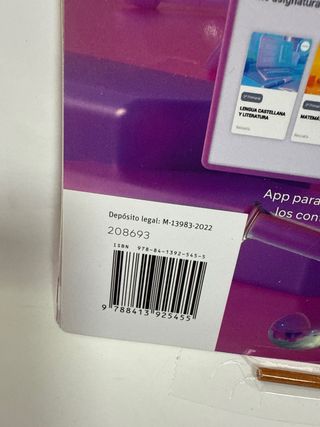 asignatura
LENGUA CASTELLANA
Y LITERATURA
MATEMÁ
App para
los con
Depósito legal: M-13983-2022
208693
ISBN 978-84-1392-545-5
9 788413 925455